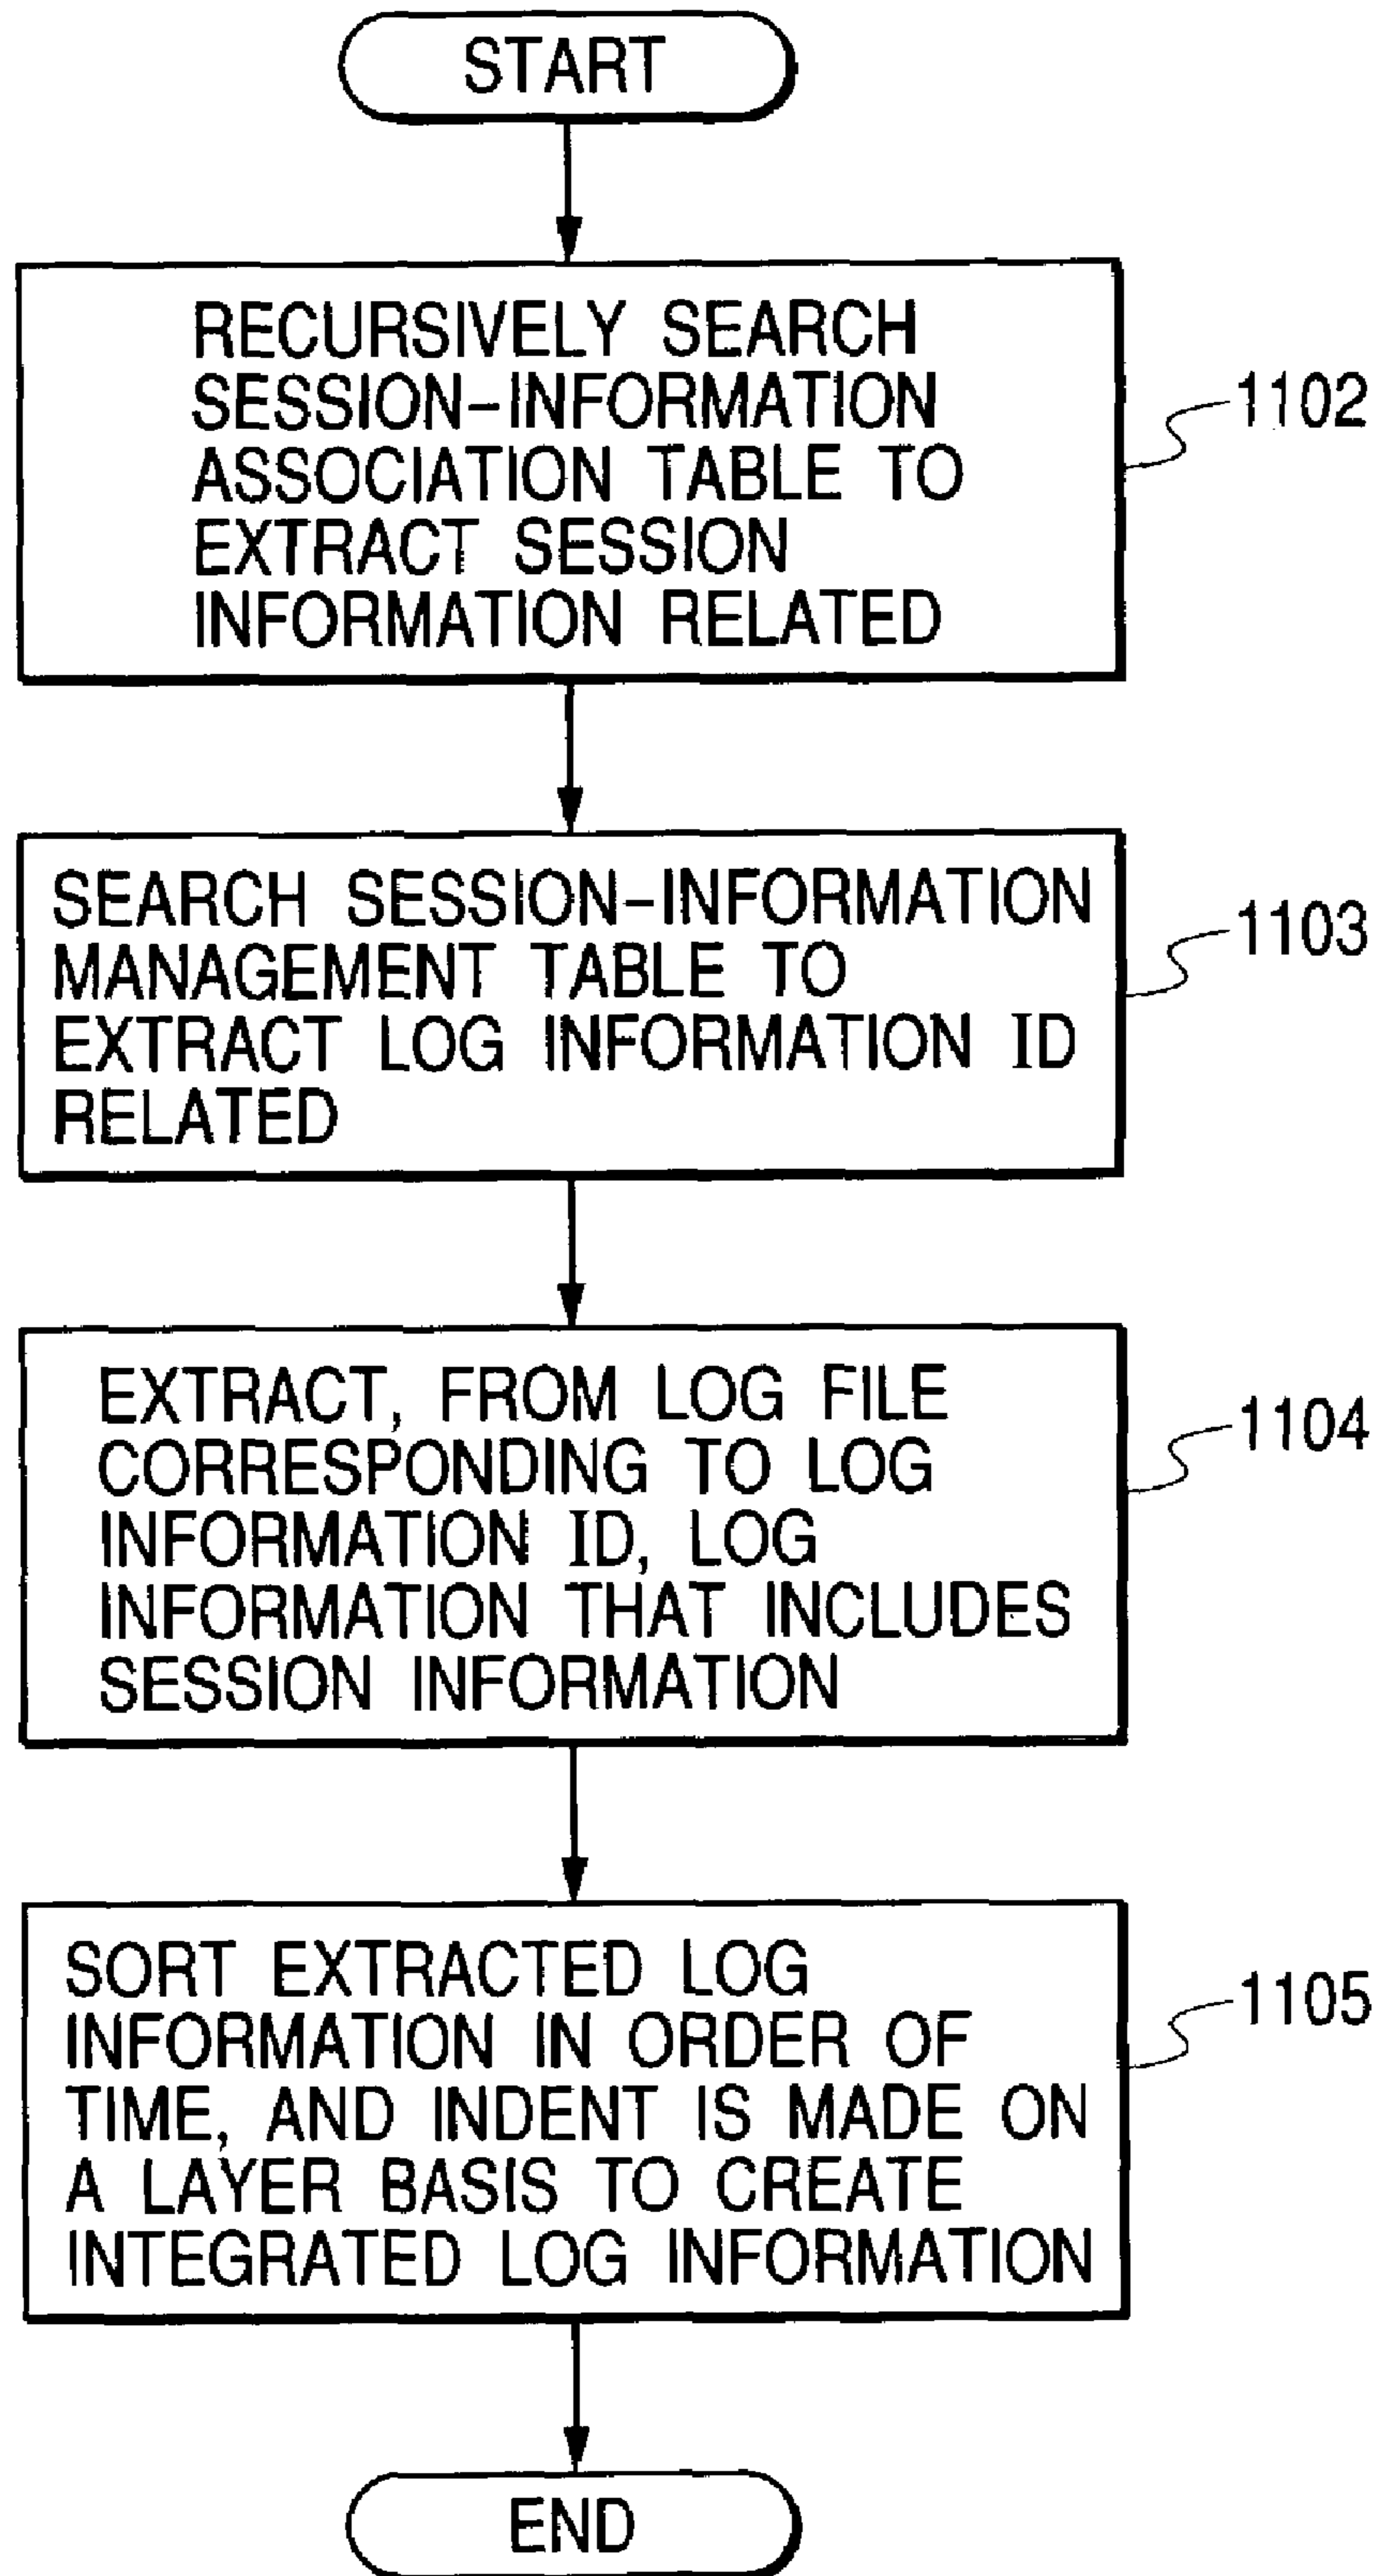 START
RECURSIVELY SEARCH
SESSION-INFORMATION
ASSOCIATION TABLE TO
EXTRACT SESSION
INFORMATION RELATED
1102
SEARCH SESSION-INFORMATION
MANAGEMENT TABLE TO
EXTRACT LOG INFORMATION ID
RELATED
1103
EXTRACT, FROM LOG FILE
CORRESPONDING TO LOG
INFORMATION ID, LOG
INFORMATION THAT INCLUDES
SESSION INFORMATION
1104
SORT EXTRACTED LOG
INFORMATION IN ORDER OF
TIME, AND INDENT IS MADE ON
A LAYER BASIS TO CREATE
INTEGRATED LOG INFORMATION
1105
END